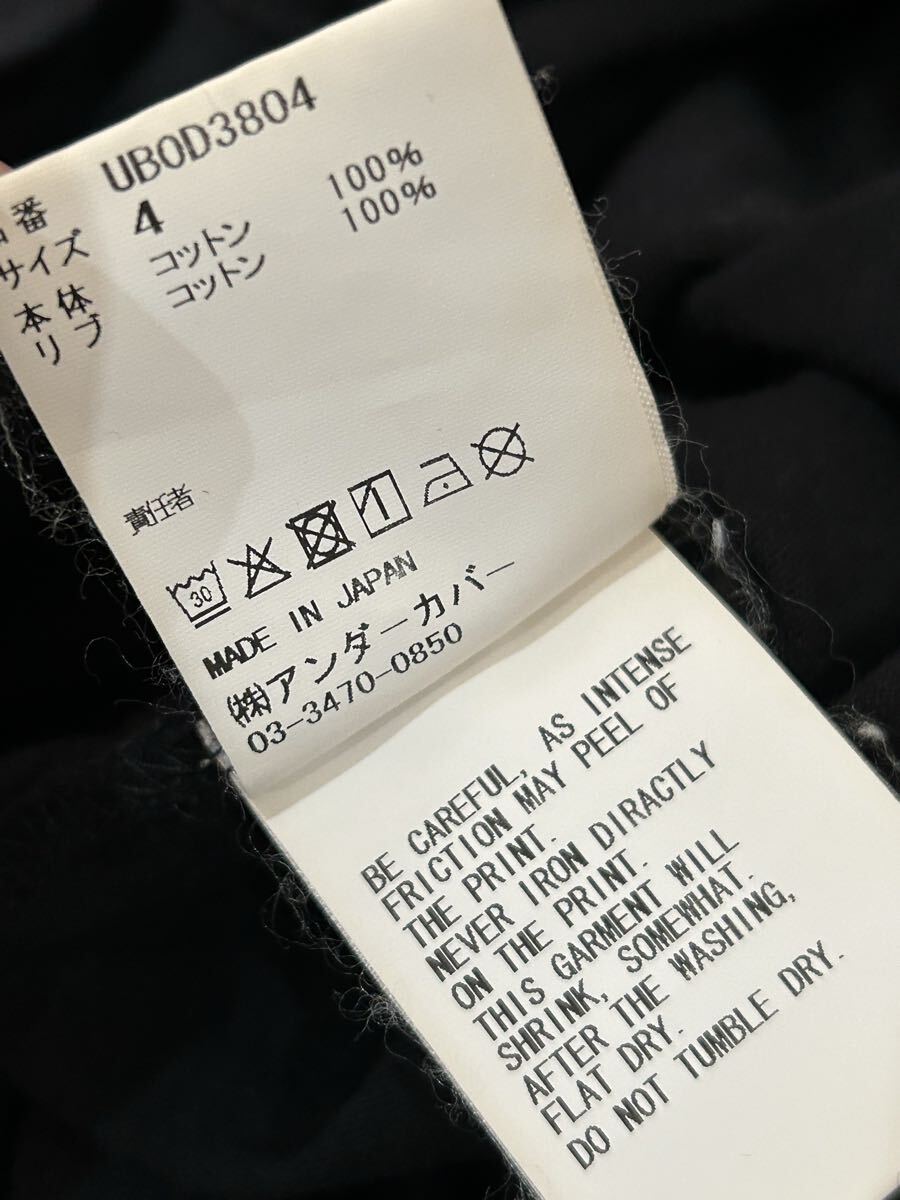 品番 UB0D3804
サイズ 4
本体 コットン 100%
リブ コットン 100%
責任者
30
MADE IN JAPAN
㈱アンダーカバー
03-3470-0850
BE CAREFUL, AS INTENSE
FRICTION MAY PEEL OF
THE PRINT.
NEVER IRON DIRACTLY
ON THE PRINT.
THIS GARMENT WILL
SHRINK, SOMEWHAT.
AFTER THE WASHING,
FLAT DRY.
DO NOT TUMBLE DRY.